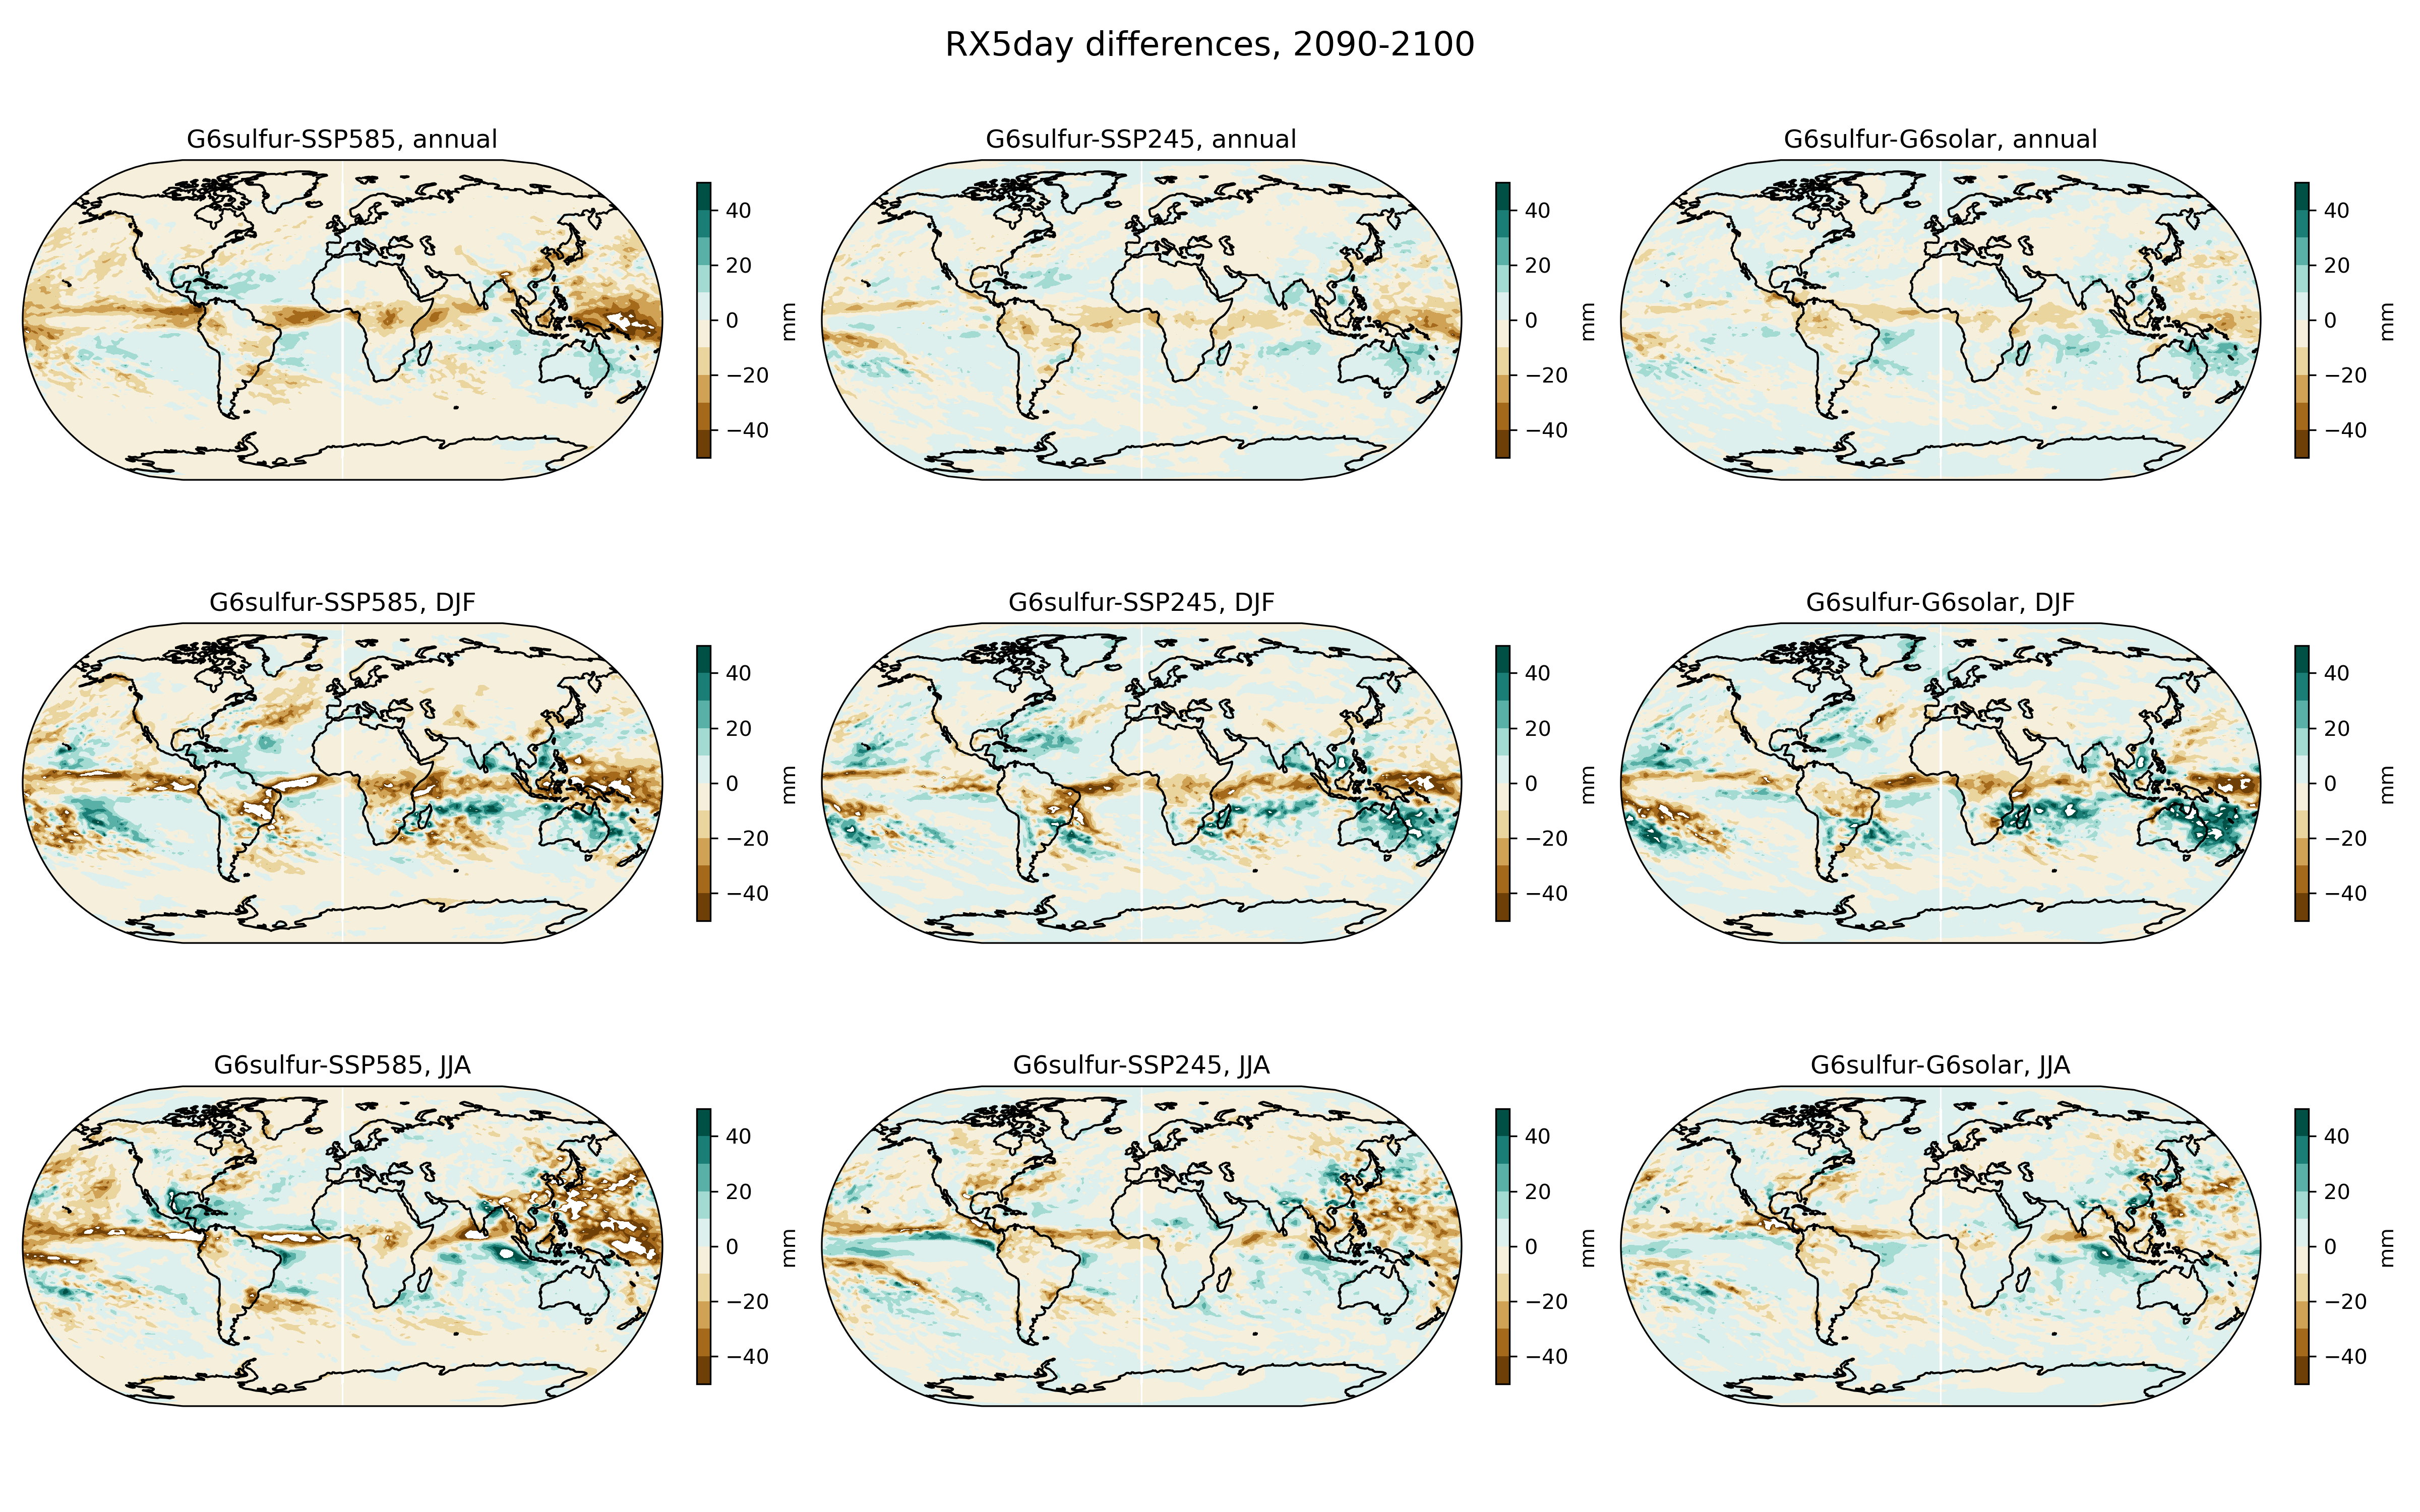 RX5day differences, 2090-2100
G6sulfur-SSP585, annual
G6sulfur-SSP245, annual
G6sulfur-G6solar, annual
40
20
0
−20
−40
mm
40
20
0
−20
−40
mm
40
20
0
−20
−40
mm
G6sulfur-SSP585, DJF
G6sulfur-SSP245, DJF
G6sulfur-G6solar, DJF
40
20
0
−20
−40
mm
40
20
0
−20
−40
mm
40
20
0
−20
−40
mm
G6sulfur-SSP585, JJA
G6sulfur-SSP245, JJA
G6sulfur-G6solar, JJA
40
20
0
−20
−40
mm
40
20
0
−20
−40
mm
40
20
0
−20
−40
mm